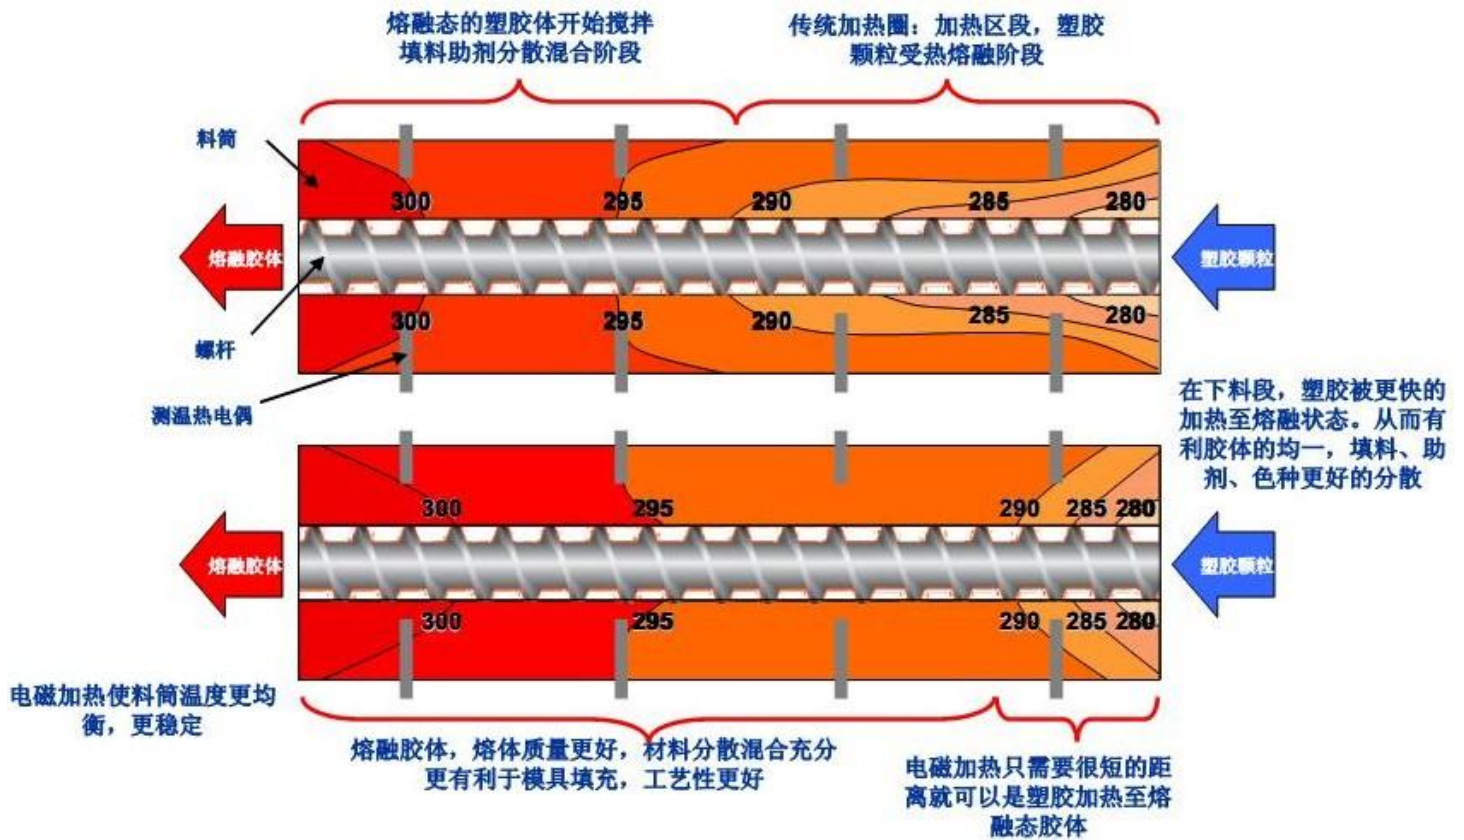 熔融态的塑胶体开始搅拌
填料助剂分散混合阶段
传统加热圈：加热区段，塑胶
颗粒受热熔融阶段
料筒
300
295
290
285
280
熔融胶体
塑胶颗粒
300
295
290
285
280
螺杆
测温热电偶
在下料段，塑胶被更快的
加热至熔融状态。从而有
利胶体的均一，填料、助
剂、色种更好的分散
300
295
290
285
280
熔融胶体
塑胶颗粒
300
295
290
285
280
电磁加热使料筒温度更均
衡，更稳定
熔融胶体，熔体质量更好，材料分散混合充分
更有利于模具填充，工艺性更好
电磁加热只需要很短的距
离就可以是塑胶加热至熔
融态胶体